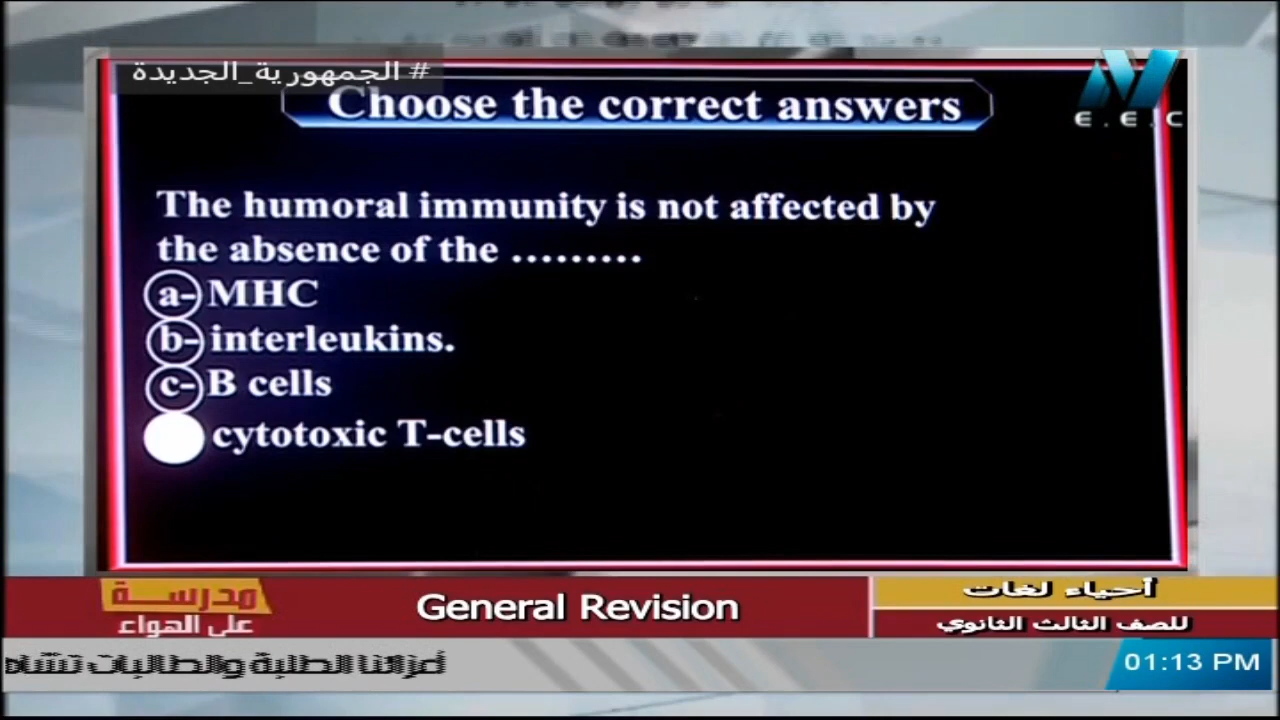 # الجمهورية_الجديدة
Choose the correct answers
E.E.C
The humoral immunity is not affected by
the absence of the .........
a- MHC
b- interleukins.
c- B cells
cytotoxic T-cells
مدرسة
على الهواء
General Revision
أحياء لغات
للصف الثالث الثانوي
أعزائنا الطلبة والطالبات
01:13 PM